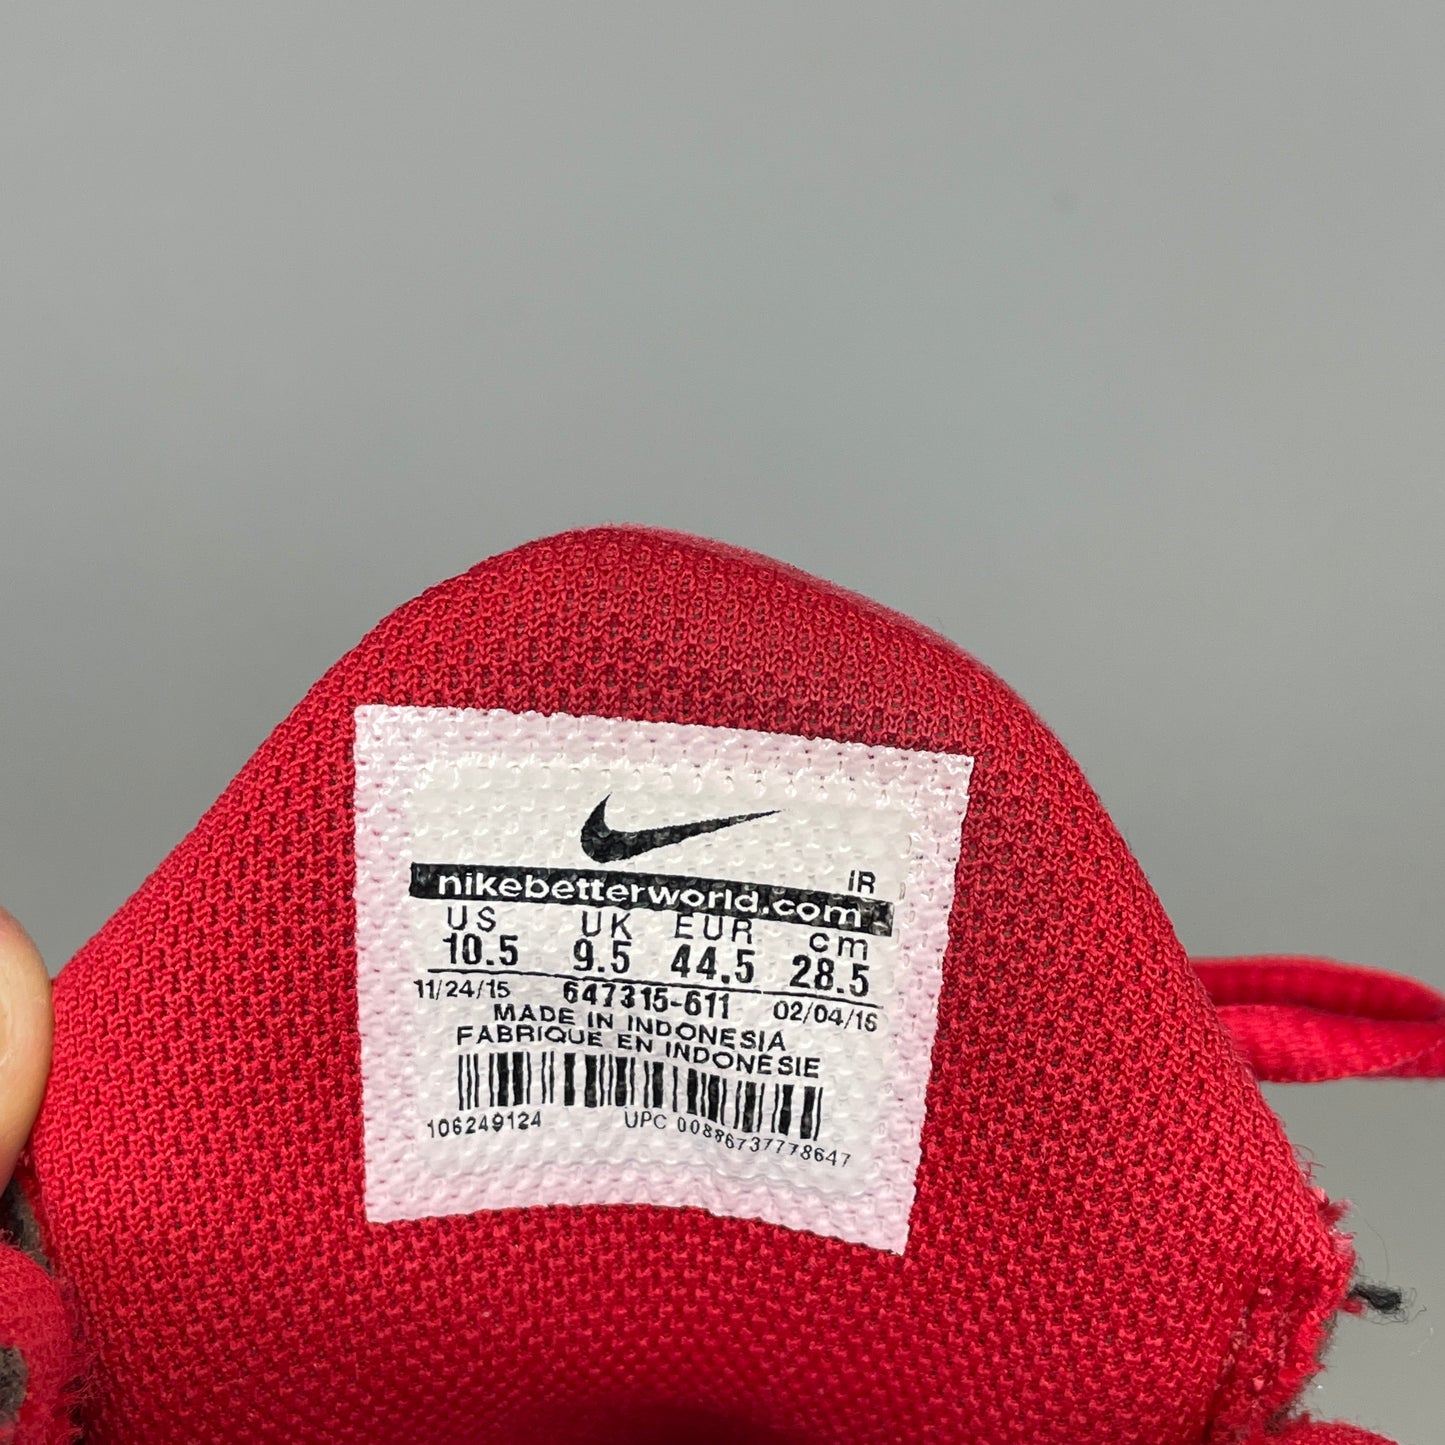 IR
nikebetterworld.com
US UK EUR cm
10.5 9.5 44.5 28.5
11/24/15 647315-611 02/04/16
MADE IN INDONESIA
FABRIQUE EN INDONESIE
106249124 UPC 00886737778647